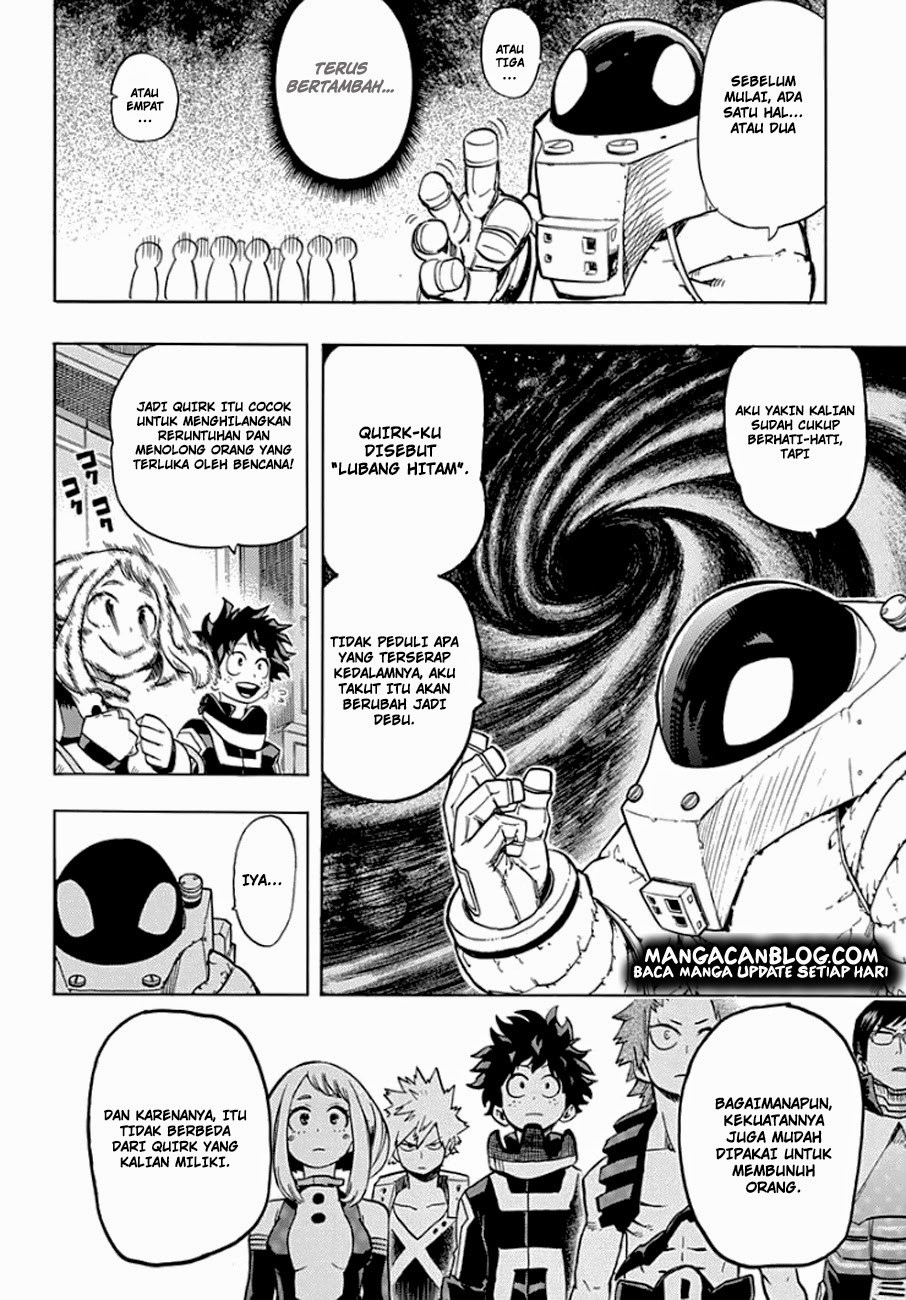 SEBELUM
MULAI, ADA
SATU HAL...
ATAU DUA
ATAU
TIGA
...
TERUS
BERTAMBAH...
ATAU
EMPAT
...
AKU YAKIN KALIAN
SUDAH CUKUP
BERHATI-HATI,
TAPI
QUIRK-KU
DISEBUT
"LUBANG HITAM".
TIDAK PEDULI APA
YANG TERSERAP
KEDALAMNYA, AKU
TAKUT ITU AKAN
BERUBAH JADI
DEBU.
JADI QUIRK ITU COCOK
UNTUK MENGHILANGKAN
RERUNTUHAN DAN
MENOLONG ORANG YANG
TERLUKA OLEH BENCANA!
コク
コク
IYA...
MANGACANBLOG.COM
BACA MANGA UPDATE SETIAP HARI
BAGAIMANAPUN,
KEKUATANNYA
JUGA MUDAH
DIPAKAI UNTUK
MEMBUNUH
ORANG.
DAN KARENANYA, ITU
TIDAK BERBEDA
DARI QUIRK YANG
KALIAN MILIKI.